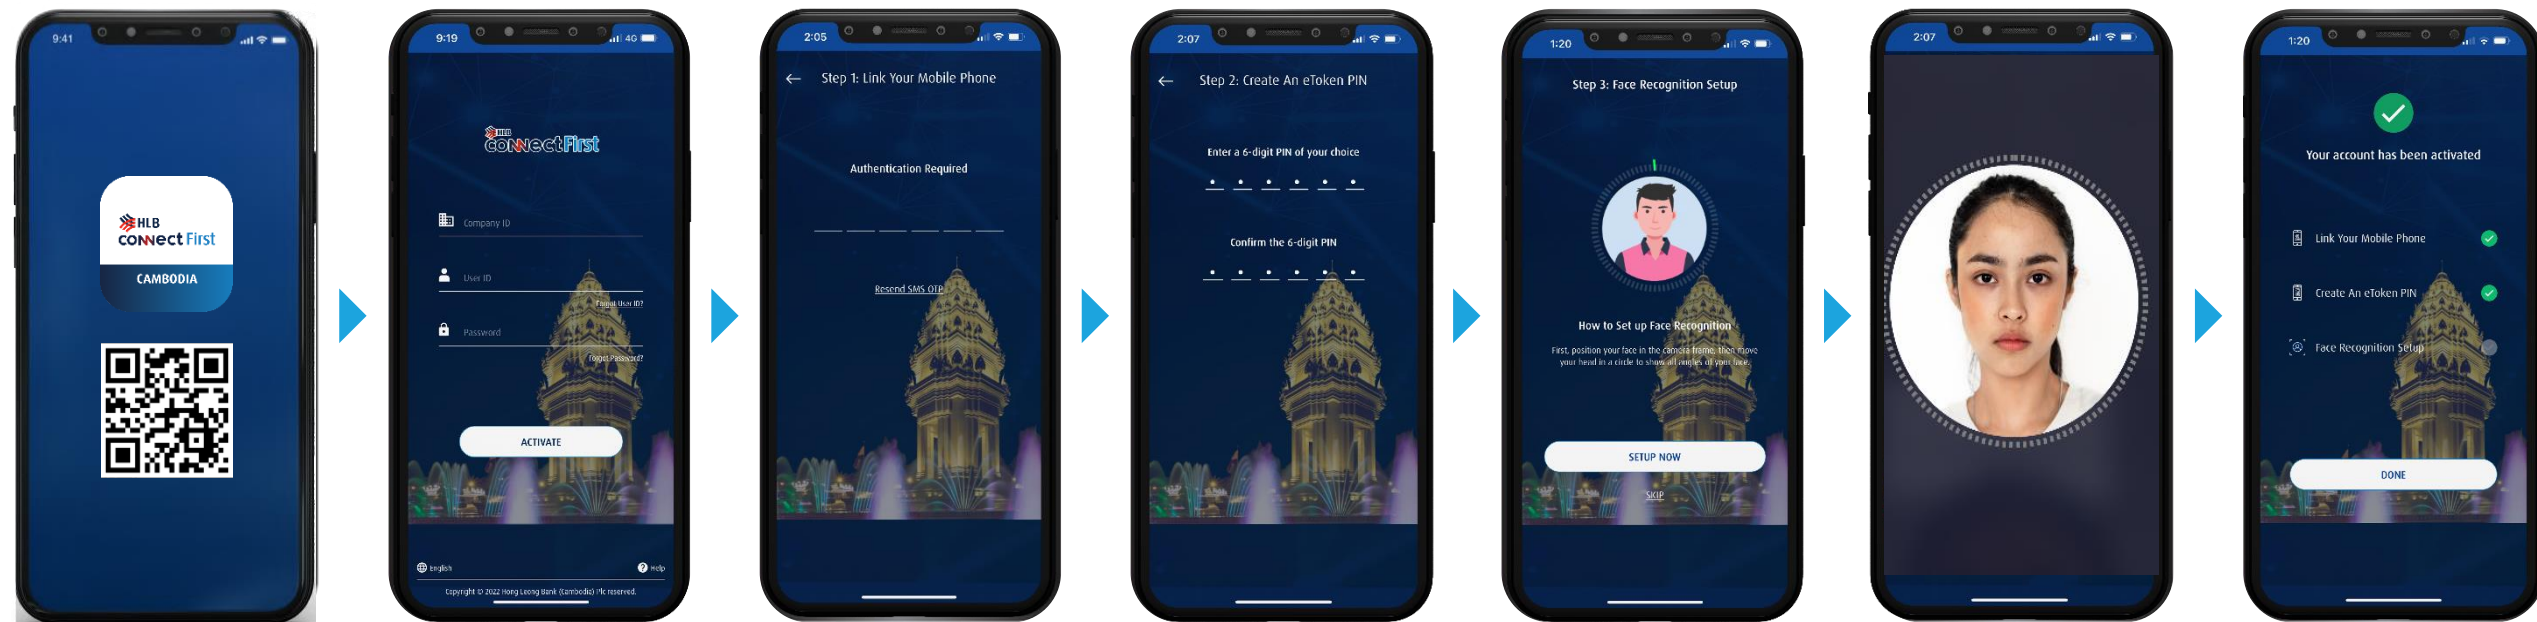 9:41
HLB
connect First
CAMBODIA
9:19
4G
HLB
connect First
Company ID
User ID
Forgot User ID?
Password
Forgot Password?
ACTIVATE
English
Help
Copyright © 2022 Hong Leong Bank (Cambodia) Plc reserved.
2:05
Step 1: Link Your Mobile Phone
Authentication Required
Resend SMS OTP
2:07
Step 2: Create An eToken PIN
Enter a 6-digit PIN of your choice
Confirm the 6-digit PIN
1:20
Step 3: Face Recognition Setup
How to Set up Face Recognition
First, position your face in the camera frame, then move
your head in a circle to show all angles of your face.
SETUP NOW
SKIP
2:07
1:20
Your account has been activated
Link Your Mobile Phone
Create An eToken PIN
Face Recognition Setup
DONE